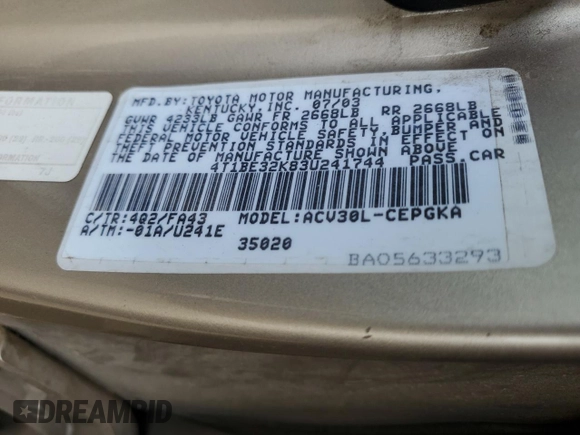 FORMATION
MFD.BY:TOYOTA MOTOR MANUFACTURING,
KENTUCKY,INC. 07/03
GVWR 4235LB GAWR FR 2668LB RR 2668LB
THIS VEHICLE CONFORMS TO ALL APPLICABLE
FEDERAL MOTOR VEHICLE SAFETY,BUMPER AND
THEFT PREVENTION STANDARDS IN EFFECT ON
THE DATE OF MANUFACTURE SHOWN ABOVE
4T1BE32K83U241744 PASS.CAR
C/TR:402/FA43 MODEL:ACV30L-CEPGKA
A/TM:-01A/U241E 35020
BA05633293
DREAMBID